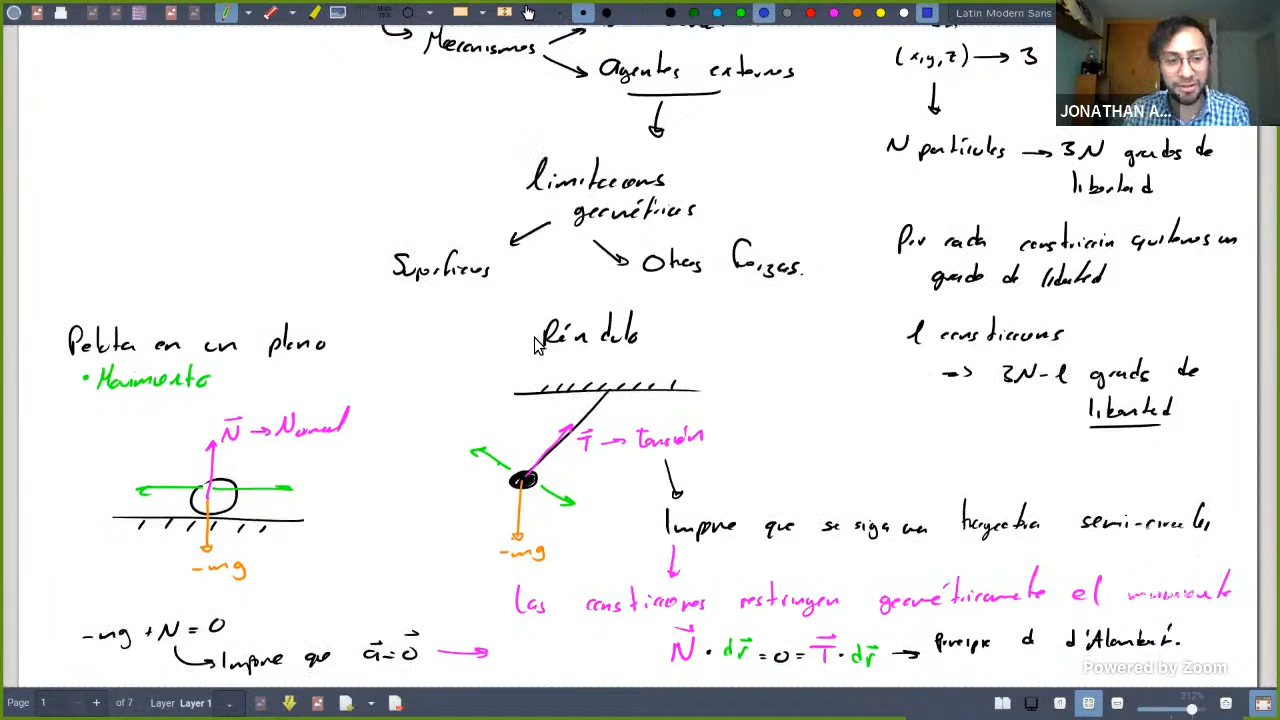 Latin Modern Sans
JONATHAN A...
Mecanismos
Agentes externos
(x,y,z) → 3
N partículas → 3N grados de
libertad
limitaciones
geométricas
Superficies
Otras fuerzas.
Por cada constricción quitamos un
grado de libertad
l constricciones
=> 3N-l grados de
libertad
Pelota en un plano
• Movimiento
N → Normal
-mg
Péndulo
T → tensión
-mg
Impone que se siga una trayectoria semi-circular
Las constricciones restringen geométricamente el movimiento
-mg + N = 0
Impone que a = 0
N · dr = 0 = T · dr → Principio d d'Alambert.
Powered by Zoom
Page 1 of 7 Layer Layer 1
212%